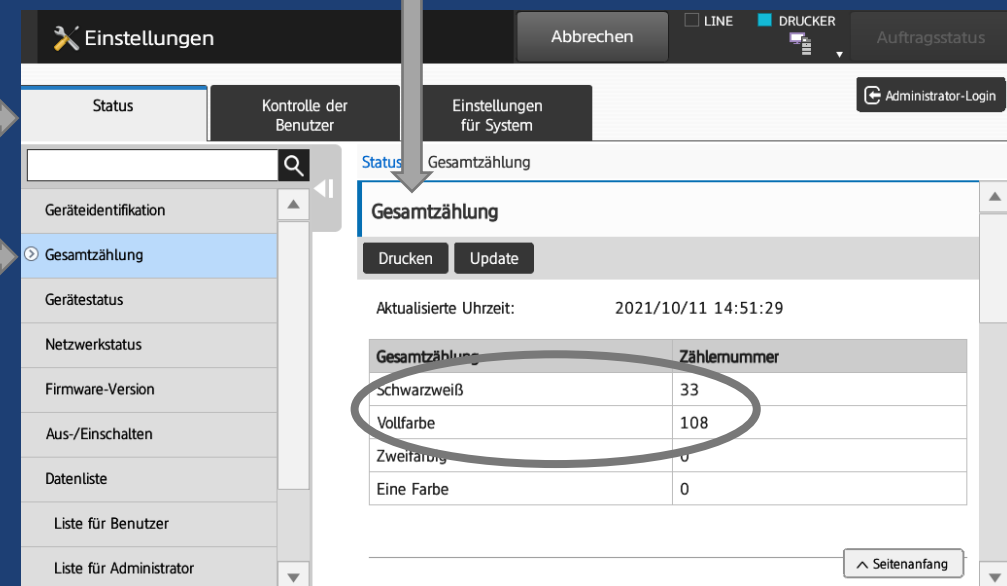 Einstellungen
Abbrechen
LINE
DRUCKER
Auftragsstatus
Administrator-Login
Status
Kontrolle der
Benutzer
Einstellungen
für System
Status
Gesamtzählung
Geräteidentifikation
Gesamtzählung
Gerätestatus
Netzwerkstatus
Firmware-Version
Aus-/Einschalten
Datenliste
Liste für Benutzer
Liste für Administrator
Gesamtzählung
Drucken
Update
Aktualisierte Uhrzeit: 2021/10/11 14:51:29
Gesamtzählung Zählernummer
Schwarzweiß 33
Vollfarbe 108
Zweifarbig 0
Eine Farbe 0
Seitenanfang